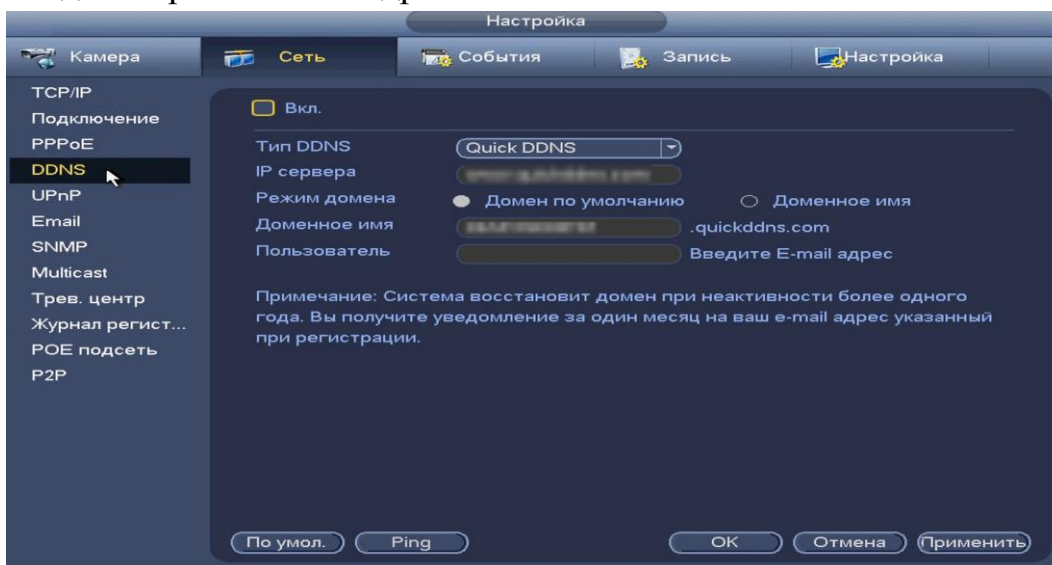 Настройка
Камера
Сеть
События
Запись
Настройка
TCP/IP
Подключение
PPPoE
DDNS
UPnP
Email
SNMP
Multicast
Трев. центр
Журнал регист...
POE подсеть
P2P
Вкл.
Тип DDNS Quick DDNS
IP сервера
Режим домена Домен по умолчанию Доменное имя
Доменное имя .quickddns.com
Пользователь Введите E-mail адрес
Примечание: Система восстановит домен при неактивности более одного
года. Вы получите уведомление за один месяц на ваш e-mail адрес указанный
при регистрации.
По умол. Ping OK Отмена Применить